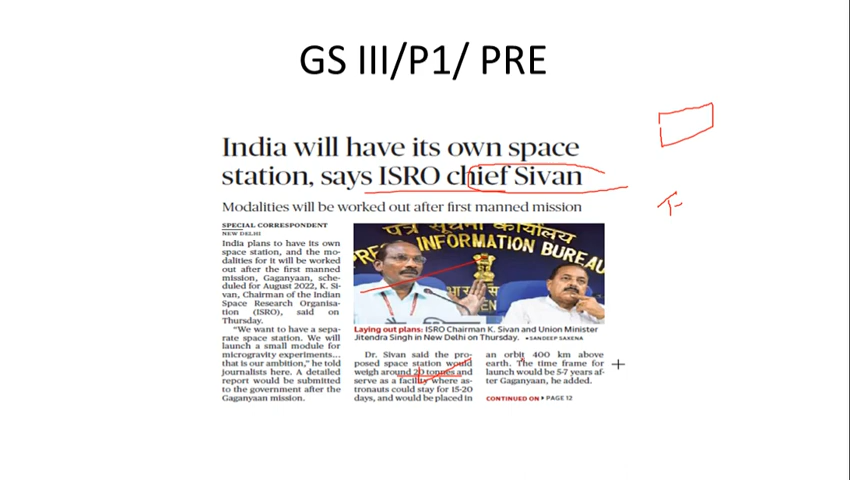 GS III/P1/ PRE
India will have its own space
station, says ISRO chief Sivan
Modalities will be worked out after first manned mission
SPECIAL CORRESPONDENT
NEW DELHI
India plans to have its own
space station, and the mo-
dalities for it will be worked
out after the first manned
mission, Gaganyaan, sche-
duled for August 2022, K. Si-
van, Chairman of the Indian
Space Research Organisa-
tion (ISRO), said on
Thursday.
"We want to have a sepa-
rate space station. We will
launch a small module for
microgravity experiments...
that is our ambition," he told
journalists here. A detailed
report would be submitted
to the government after the
Gaganyaan mission.
पत्र सूचना कार्यालय
PRESS INFORMATION BUREAU
Laying out plans: ISRO Chairman K. Sivan and Union Minister
Jitendra Singh in New Delhi on Thursday. ▪ SANDEEP SAXENA
Dr. Sivan said the pro-
posed space station would
weigh around 20 tonnes and
serve as a facility where as-
tronauts could stay for 15-20
days, and would be placed in
an orbit 400 km above
earth. The time frame for
launch would be 5-7 years af-
ter Gaganyaan, he added.
CONTINUED ON ▸ PAGE 12